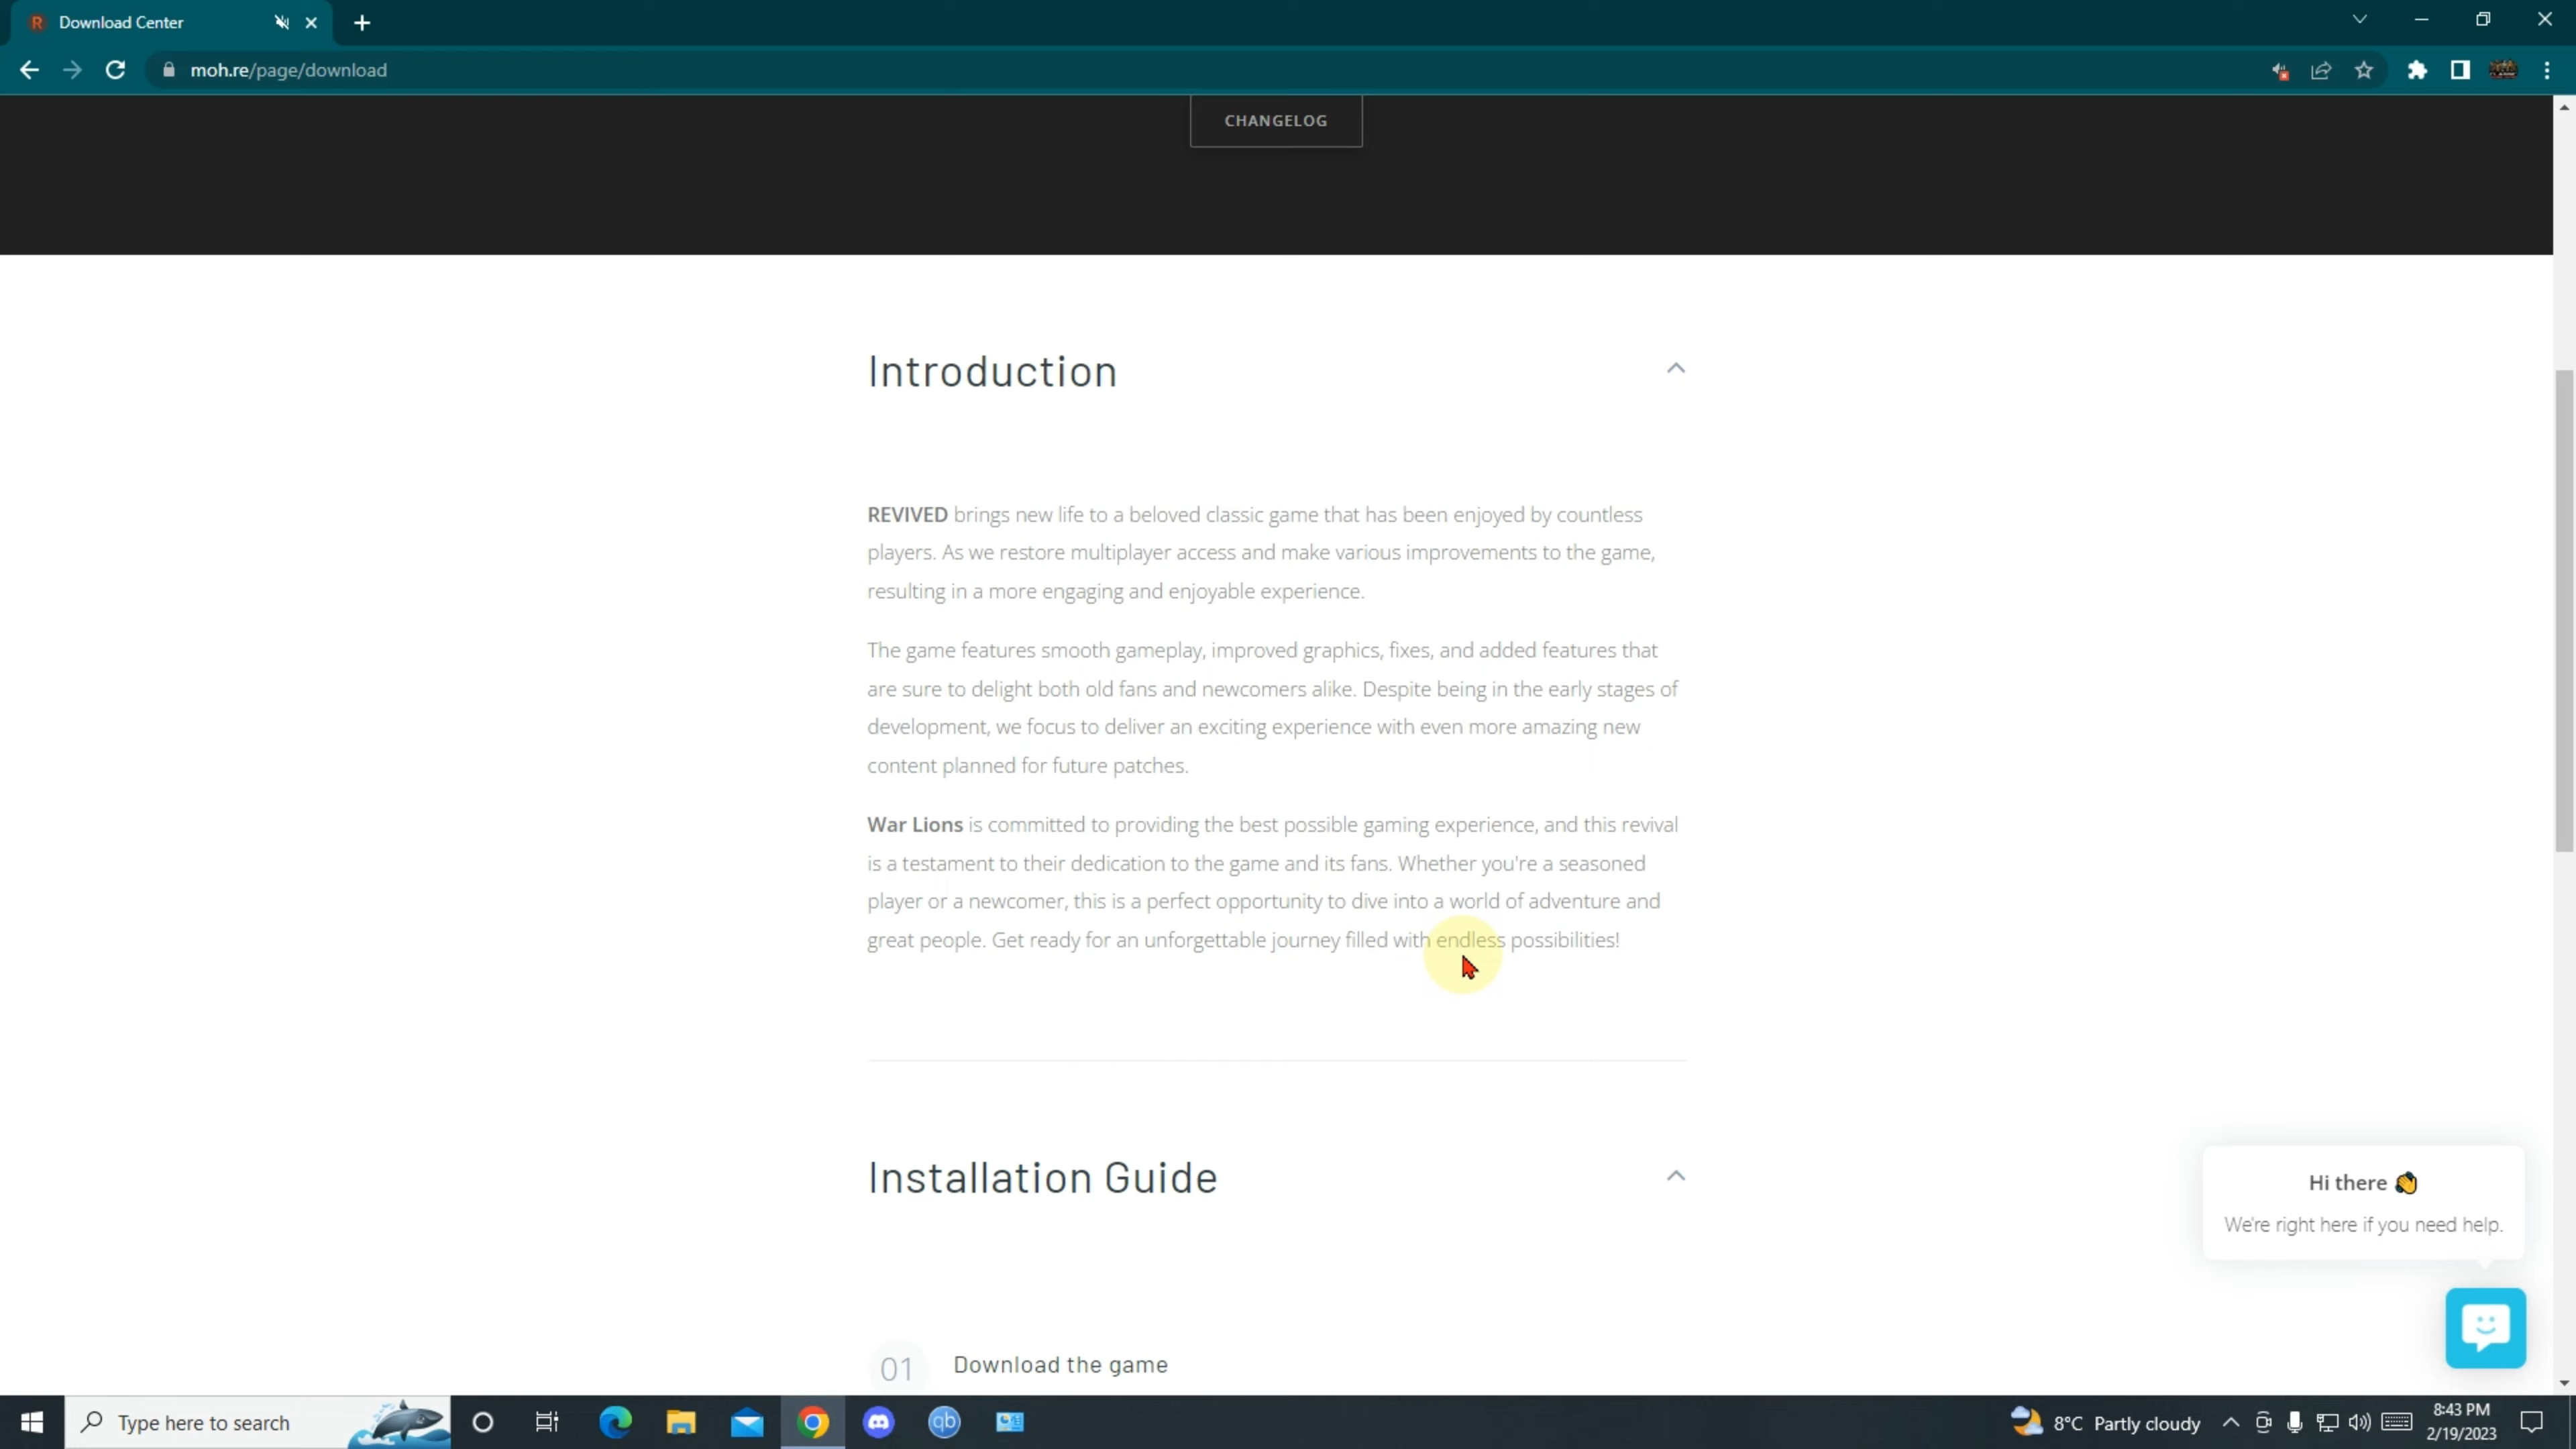 R Download Center
moh.re/page/download
CHANGELOG
Introduction
REVIVED brings new life to a beloved classic game that has been enjoyed by countless
players. As we restore multiplayer access and make various improvements to the game,
resulting in a more engaging and enjoyable experience.
The game features smooth gameplay, improved graphics, fixes, and added features that
are sure to delight both old fans and newcomers alike. Despite being in the early stages of
development, we focus to deliver an exciting experience with even more amazing new
content planned for future patches.
War Lions is committed to providing the best possible gaming experience, and this revival
is a testament to their dedication to the game and its fans. Whether you're a seasoned
player or a newcomer, this is a perfect opportunity to dive into a world of adventure and
great people. Get ready for an unforgettable journey filled with endless possibilities!
Installation Guide
Hi there 👏
We're right here if you need help.
01 Download the game
Type here to search
qb
8°C Partly cloudy
8:43 PM
2/19/2023